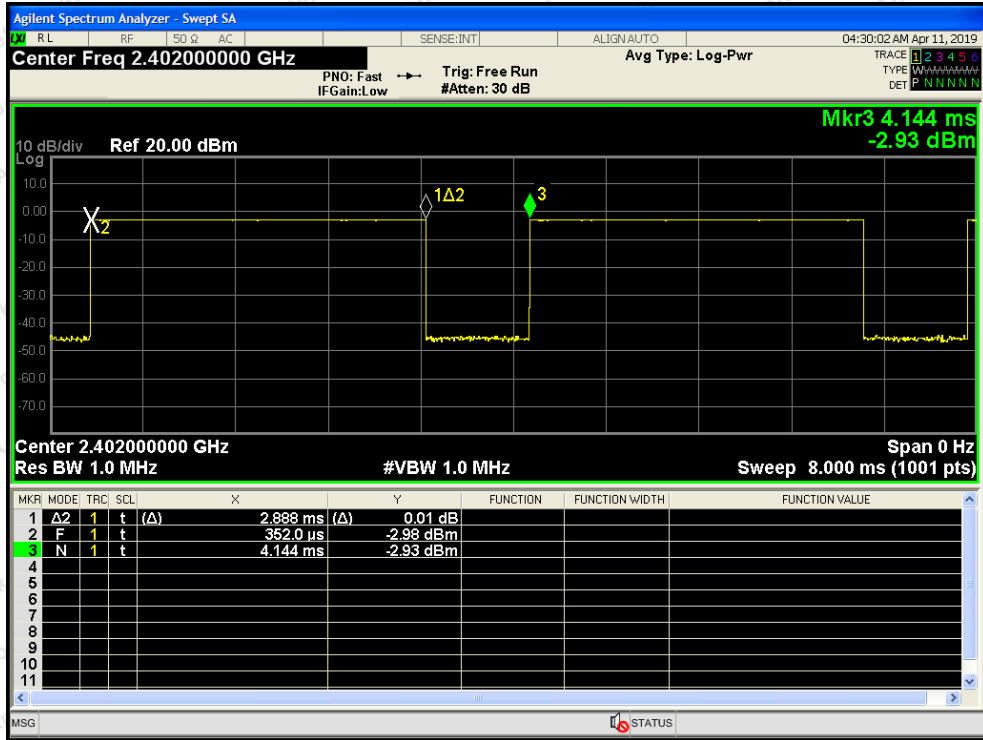 Agilent Spectrum Analyzer - Swept SA
LXI RL RF 50 Ω AC SENSE:INT ALIGN AUTO 04:30:02 AM Apr 11, 2019
Center Freq 2.402000000 GHz Avg Type: Log-Pwr TRACE 1 2 3 4 5 6
PNO: Fast Trig: Free Run TYPE WWWWWW
IFGain:Low #Atten: 30 dB DET P N N N N N
Mkr3 4.144 ms
10 dB/div Ref 20.00 dBm -2.93 dBm
Log
10.0
1Δ2 3
0.00
X2
-10.0
-20.0
-30.0
-40.0
-50.0
-60.0
-70.0
Center 2.402000000 GHz Span 0 Hz
Res BW 1.0 MHz #VBW 1.0 MHz Sweep 8.000 ms (1001 pts)
MKR MODE TRC SCL X Y FUNCTION FUNCTION WIDTH FUNCTION VALUE
1 Δ2 1 t (Δ) 2.888 ms (Δ) 0.01 dB
2 F 1 t 352.0 µs -2.98 dBm
3 N 1 t 4.144 ms -2.93 dBm
4
5
6
7
8
9
10
11
MSG STATUS